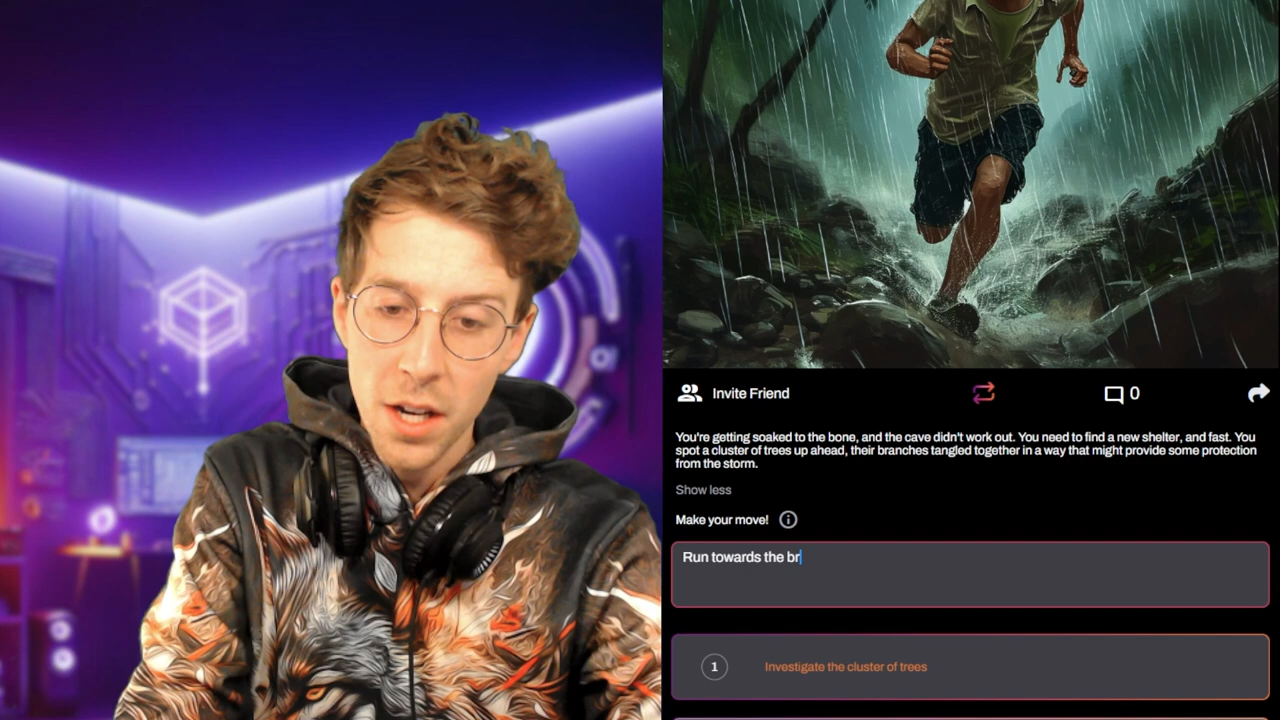 Invite Friend
0
You're getting soaked to the bone, and the cave didn't work out. You need to find a new shelter, and fast. You
spot a cluster of trees up ahead, their branches tangled together in a way that might provide some protection
from the storm.
Show less
Make your move!
Run towards the br
1
Investigate the cluster of trees